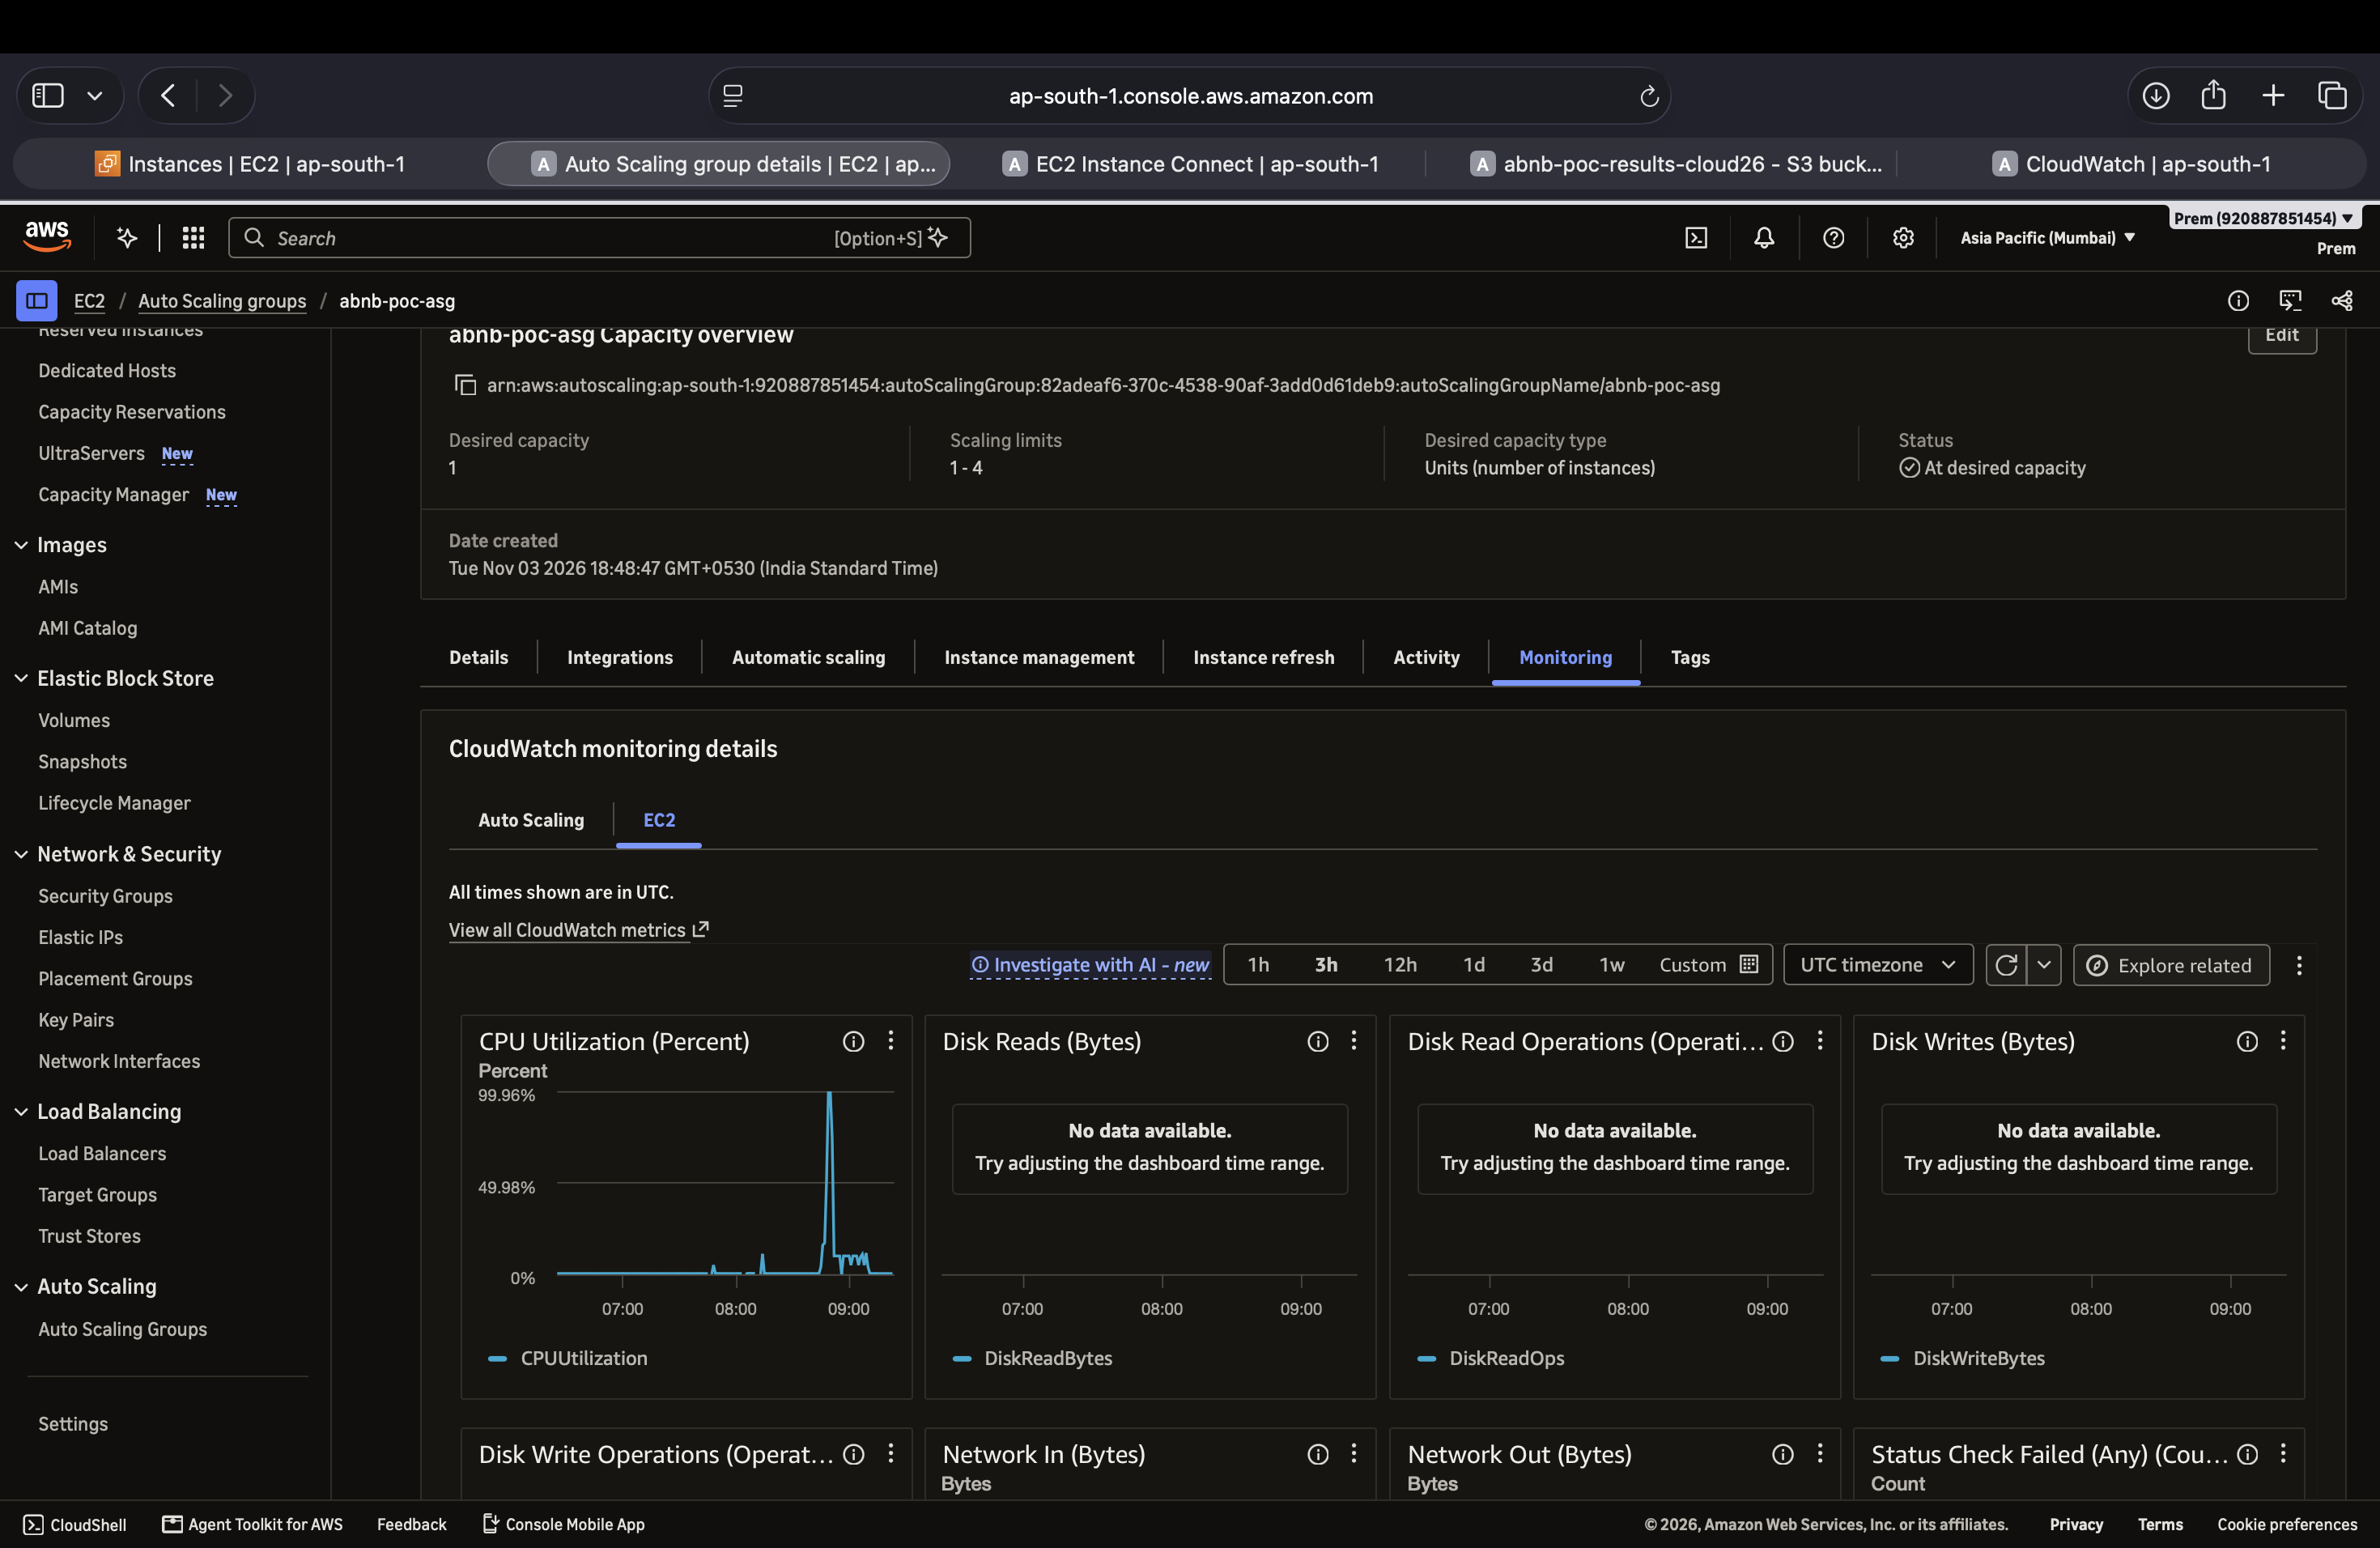 ap-south-1.console.aws.amazon.com
Instances | EC2 | ap-south-1
A Auto Scaling group details | EC2 | ap...
A EC2 Instance Connect | ap-south-1
A abnb-poc-results-cloud26 - S3 buck...
A CloudWatch | ap-south-1
aws
Search [Option+S]
Asia Pacific (Mumbai)
Prem (920887851454)
Prem
EC2 / Auto Scaling groups / abnb-poc-asg
Reserved Instances
Dedicated Hosts
Capacity Reservations
UltraServers New
Capacity Manager New
Images
AMIs
AMI Catalog
Elastic Block Store
Volumes
Snapshots
Lifecycle Manager
Network & Security
Security Groups
Elastic IPs
Placement Groups
Key Pairs
Network Interfaces
Load Balancing
Load Balancers
Target Groups
Trust Stores
Auto Scaling
Auto Scaling Groups
Settings
abnb-poc-asg Capacity overview
Edit
arn:aws:autoscaling:ap-south-1:920887851454:autoScalingGroup:82adeaf6-370c-4538-90af-3add0d61deb9:autoScalingGroupName/abnb-poc-asg
Desired capacity
1
Scaling limits
1 - 4
Desired capacity type
Units (number of instances)
Status
At desired capacity
Date created
Tue Nov 03 2026 18:48:47 GMT+0530 (India Standard Time)
Details
Integrations
Automatic scaling
Instance management
Instance refresh
Activity
Monitoring
Tags
CloudWatch monitoring details
Auto Scaling
EC2
All times shown are in UTC.
View all CloudWatch metrics
Investigate with AI - new
1h 3h 12h 1d 3d 1w Custom
UTC timezone
Explore related
CPU Utilization (Percent)
Percent
99.96%
49.98%
0%
07:00 08:00 09:00
CPUUtilization
Disk Reads (Bytes)
No data available.
Try adjusting the dashboard time range.
07:00 08:00 09:00
DiskReadBytes
Disk Read Operations (Operati...
No data available.
Try adjusting the dashboard time range.
07:00 08:00 09:00
DiskReadOps
Disk Writes (Bytes)
No data available.
Try adjusting the dashboard time range.
07:00 08:00 09:00
DiskWriteBytes
Disk Write Operations (Operat...
Network In (Bytes)
Bytes
Network Out (Bytes)
Bytes
Status Check Failed (Any) (Cou...
Count
CloudShell
Agent Toolkit for AWS
Feedback
Console Mobile App
© 2026, Amazon Web Services, Inc. or its affiliates.
Privacy
Terms
Cookie preferences